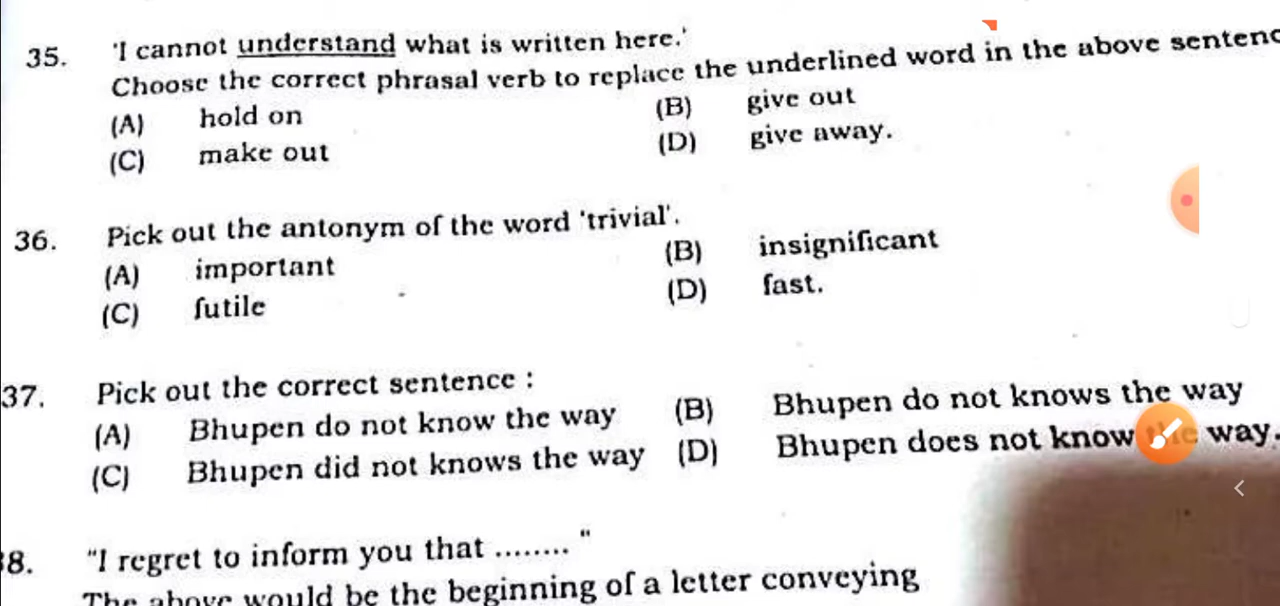 35. 'I cannot understand what is written here.'
Choose the correct phrasal verb to replace the underlined word in the above sentenc
(A) hold on (B) give out
(C) make out (D) give away.
36. Pick out the antonym of the word 'trivial'.
(A) important (B) insignificant
(C) futile (D) fast.
37. Pick out the correct sentence :
(A) Bhupen do not know the way (B) Bhupen do not knows the way
(C) Bhupen did not knows the way (D) Bhupen does not know the way.
38. "I regret to inform you that ........ "
The above would be the beginning of a letter conveying